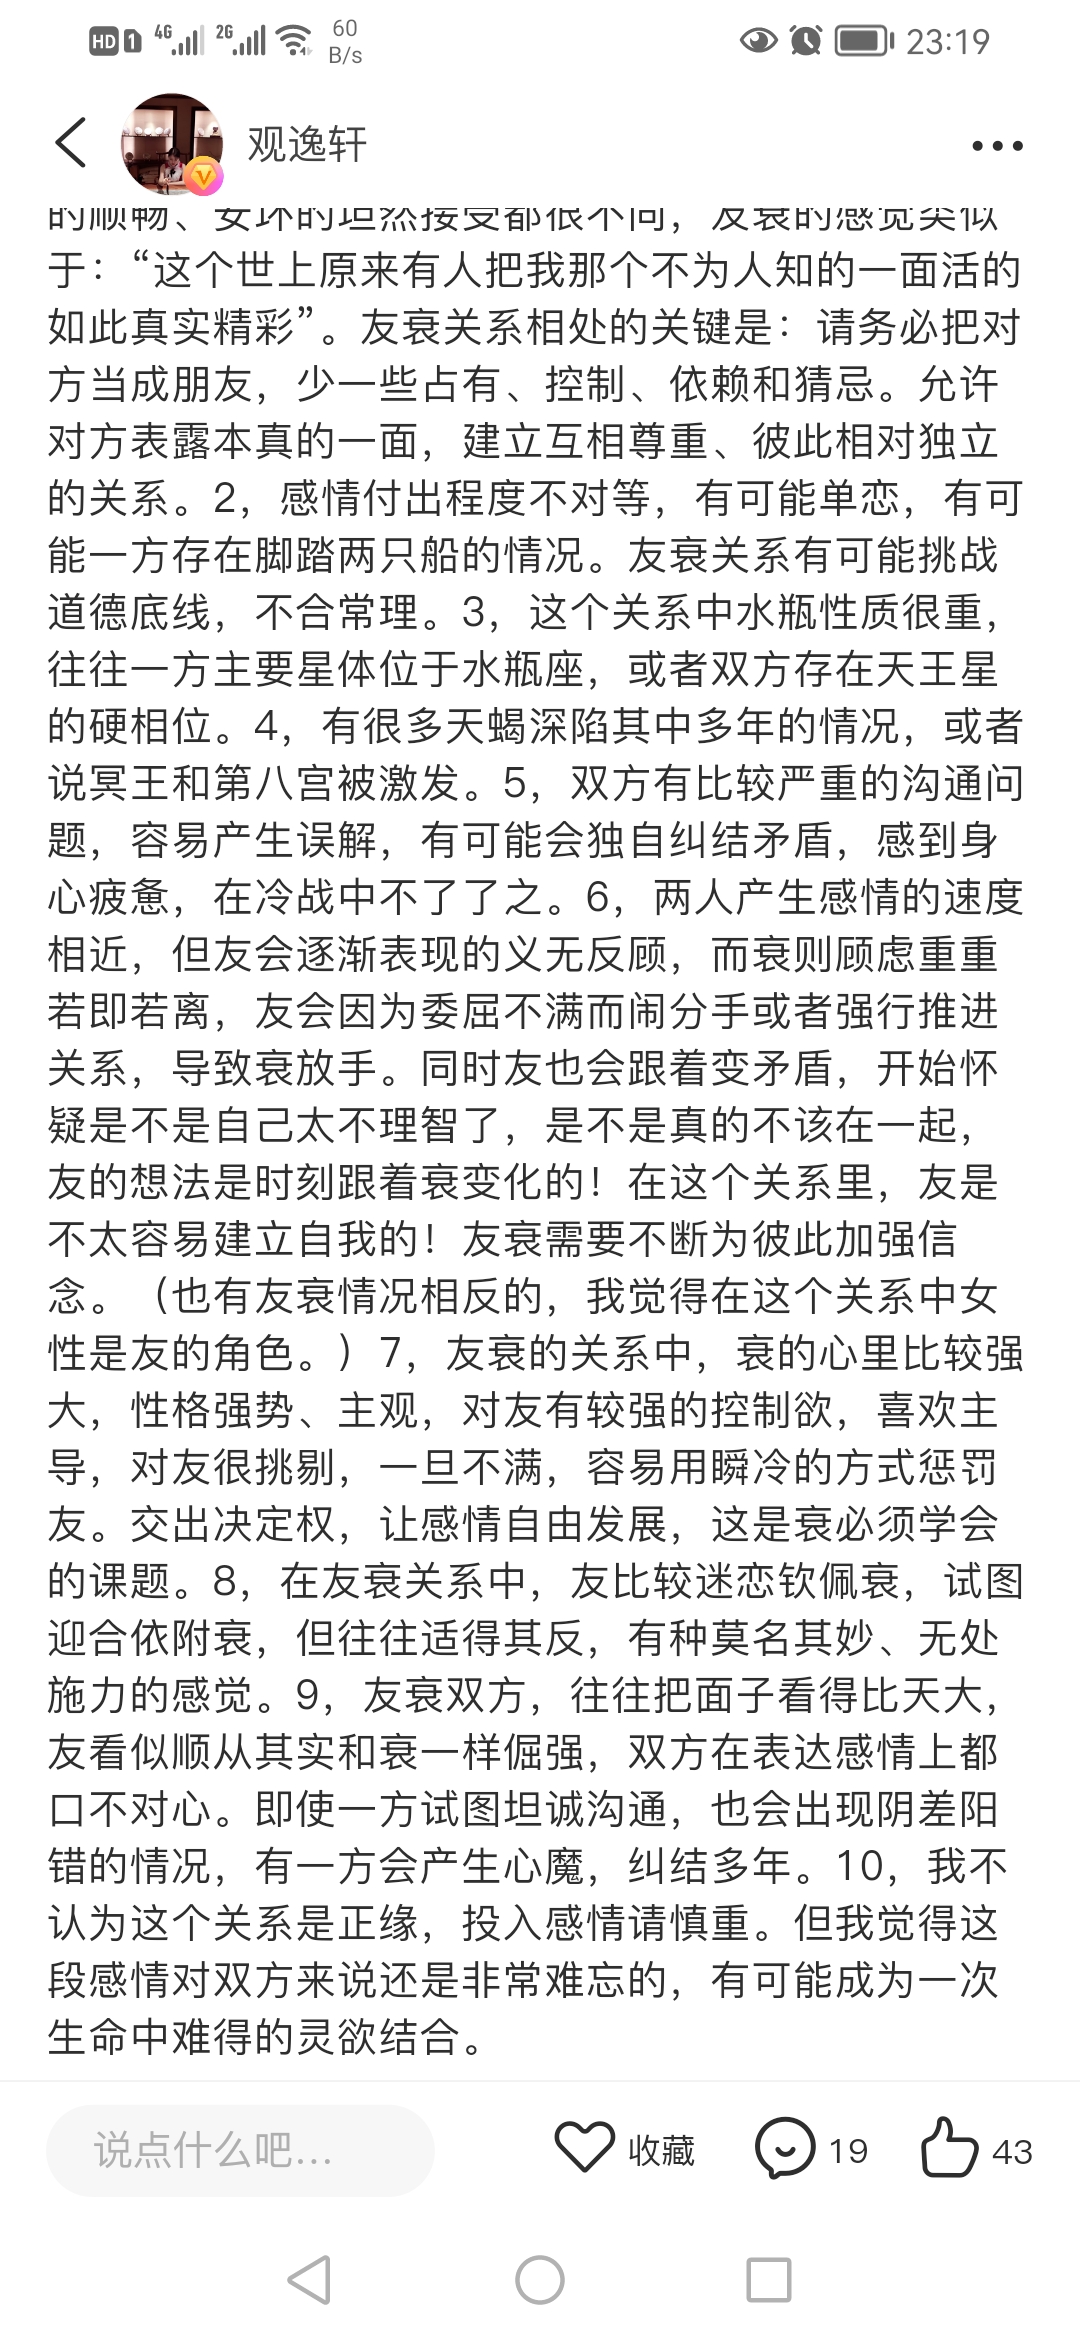 HD 1 4G 2G 60 B/s 23:19
观逸轩
的顺畅、安坏的坦然接受都很不同，友衰的感觉类似
于：“这个世上原来有人把我那个不为人知的一面活的
如此真实精彩”。友衰关系相处的关键是：请务必把对
方当成朋友，少一些占有、控制、依赖和猜忌。允许
对方表露本真的一面，建立互相尊重、彼此相对独立
的关系。2，感情付出程度不对等，有可能单恋，有可
能一方存在脚踏两只船的情况。友衰关系有可能挑战
道德底线，不合常理。3，这个关系中水瓶性质很重，
往往一方主要星体位于水瓶座，或者双方存在天王星
的硬相位。4，有很多天蝎深陷其中多年的情况，或者
说冥王和第八宫被激发。5，双方有比较严重的沟通问
题，容易产生误解，有可能会独自纠结矛盾，感到身
心疲惫，在冷战中不了了之。6，两人产生感情的速度
相近，但友会逐渐表现的义无反顾，而衰则顾虑重重
若即若离，友会因为委屈不满而闹分手或者强行推进
关系，导致衰放手。同时友也会跟着变矛盾，开始怀
疑是不是自己太不理智了，是不是真的不该在一起，
友的想法是时刻跟着衰变化的！在这个关系里，友是
不太容易建立自我的！友衰需要不断为彼此加强信
念。（也有友衰情况相反的，我觉得在这个关系中女
性是友的角色。）7，友衰的关系中，衰的心里比较强
大，性格强势、主观，对友有较强的控制欲，喜欢主
导，对友很挑剔，一旦不满，容易用瞬冷的方式惩罚
友。交出决定权，让感情自由发展，这是衰必须学会
的课题。8，在友衰关系中，友比较迷恋钦佩衰，试图
迎合依附衰，但往往适得其反，有种莫名其妙、无处
施力的感觉。9，友衰双方，往往把面子看得比天大，
友看似顺从其实和衰一样倔强，双方在表达感情上都
口不对心。即使一方试图坦诚沟通，也会出现阴差阳
错的情况，有一方会产生心魔，纠结多年。10，我不
认为这个关系是正缘，投入感情请慎重。但我觉得这
段感情对双方来说还是非常难忘的，有可能成为一次
生命中难得的灵欲结合。
说点什么吧... 收藏 19 43